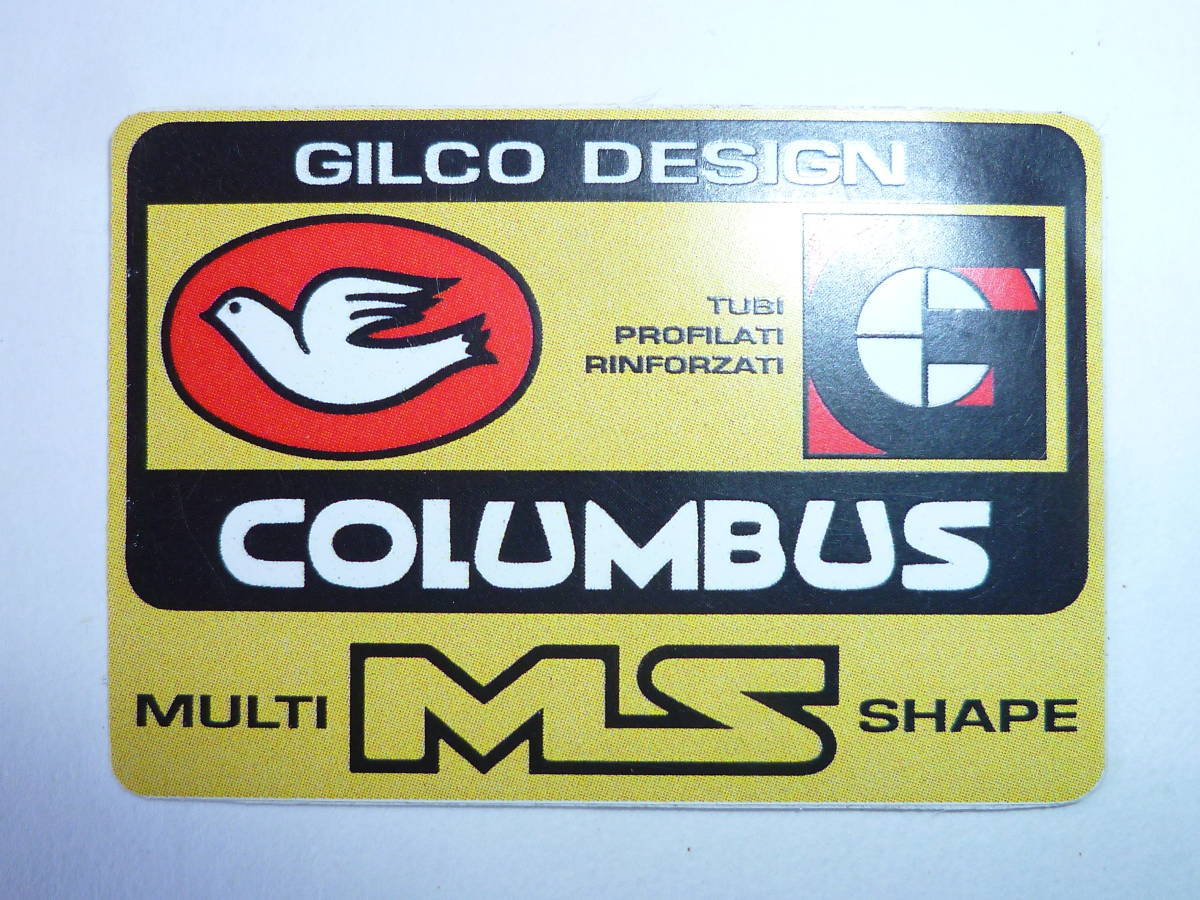 GILCO DESIGN
TUBI
PROFILATI
RINFORZATI
COLUMBUS
MULTI MS SHAPE